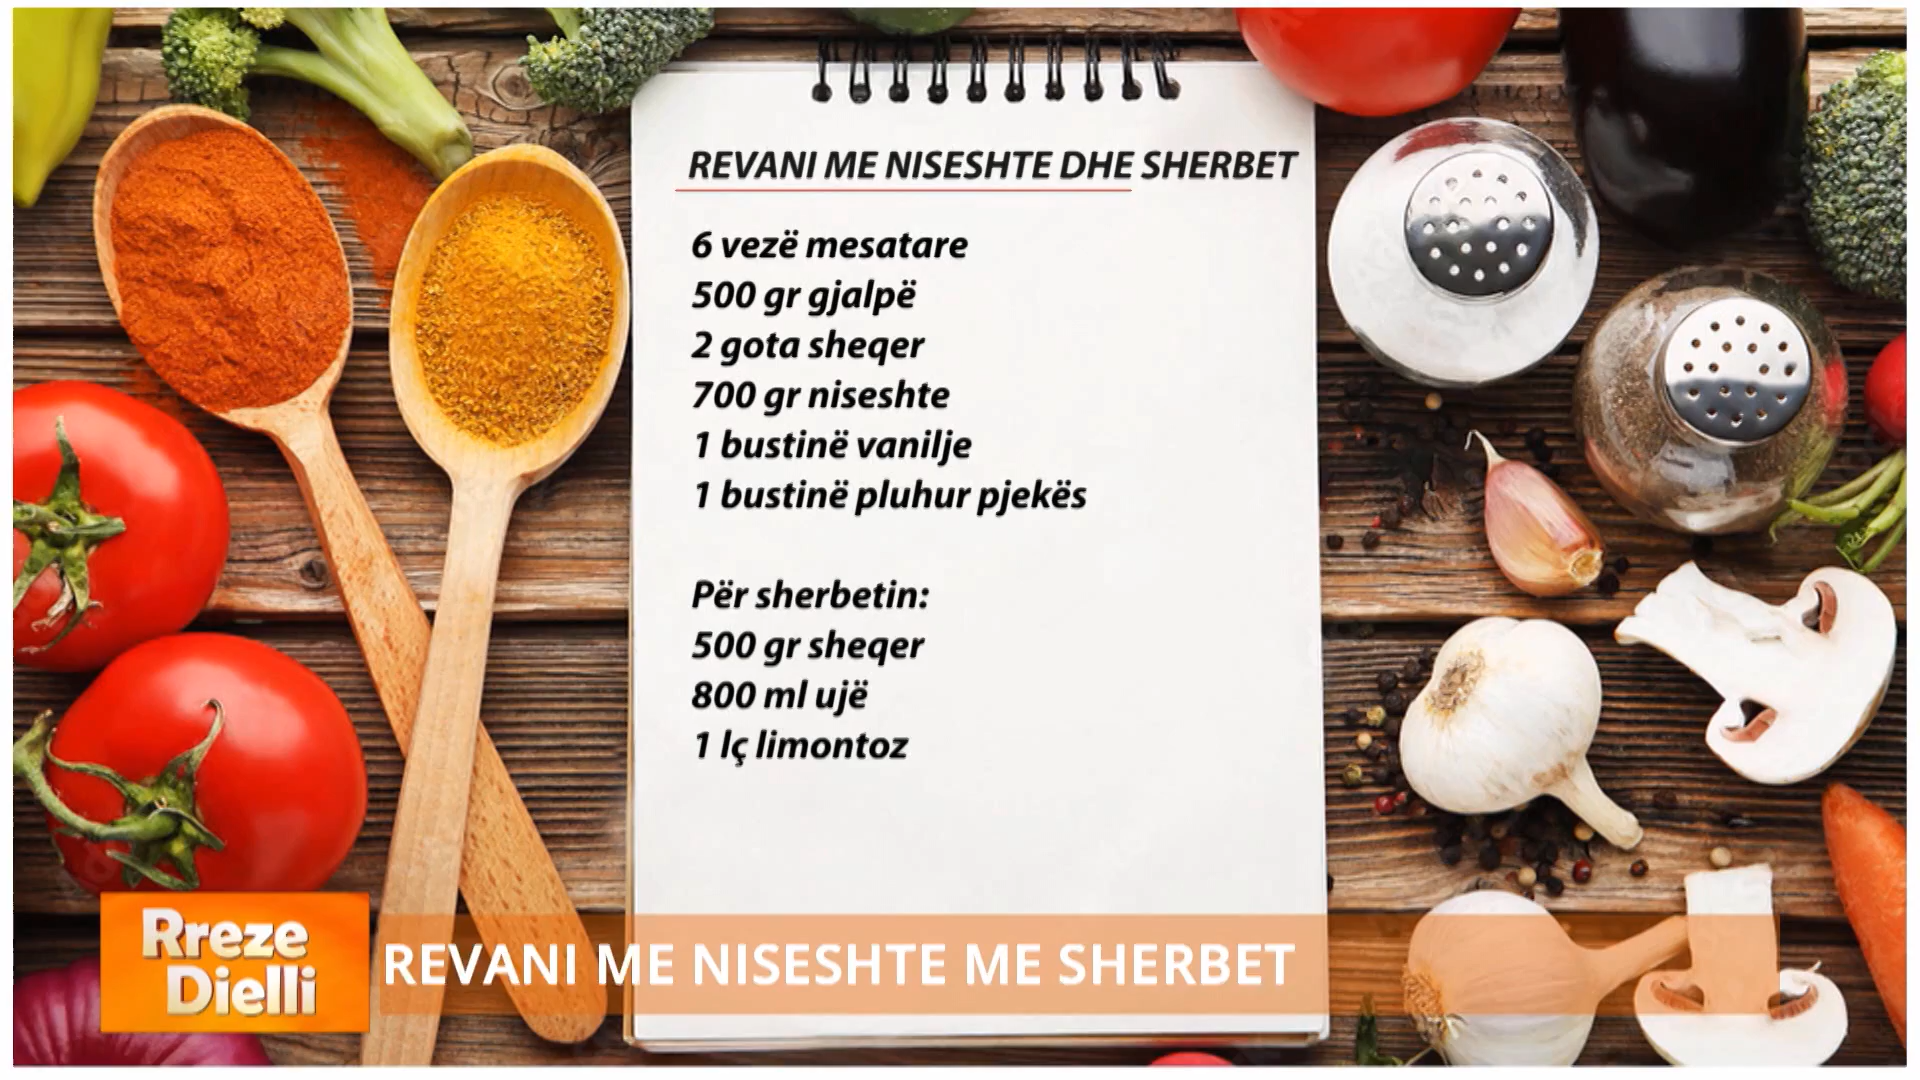 REVANI ME NISESHTE DHE SHERBET
6 vezë mesatare
500 gr gjalpë
2 gota sheqer
700 gr niseshte
1 bustinë vanilje
1 bustinë pluhur pjekës
Për sherbetin:
500 gr sheqer
800 ml ujë
1 lç limontoz
Rreze
Dielli
REVANI ME NISESHTE ME SHERBET